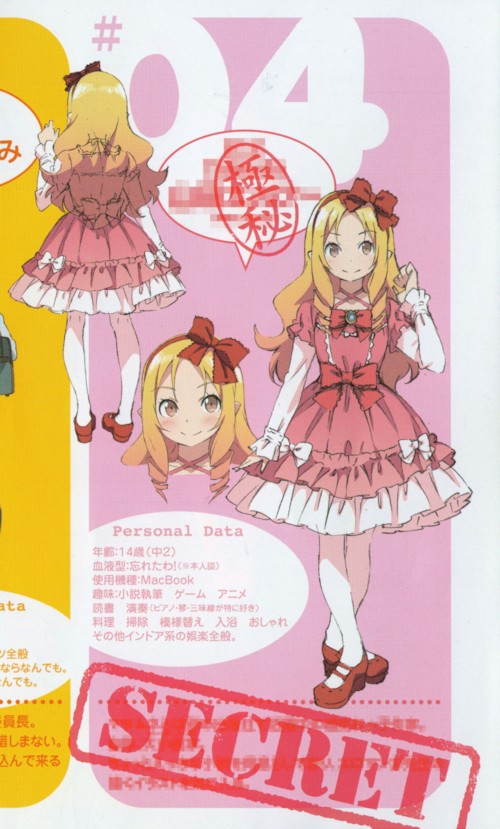 #04
み
極秘
Personal Data
年齢:14歳(中2)
血液型:忘れたわ!(※本人談)
使用機種:MacBook
趣味:小説執筆 ゲーム アニメ
読書 演奏(ピアノ・琴・三味線が特に好き)
料理 掃除 模様替え 入浴 おしゃれ
その他インドア系の娯楽全般。
ata
ツ全般
ならなんでも。
なんでも。
員長。
惜しまない。
込んで来る
SECRET